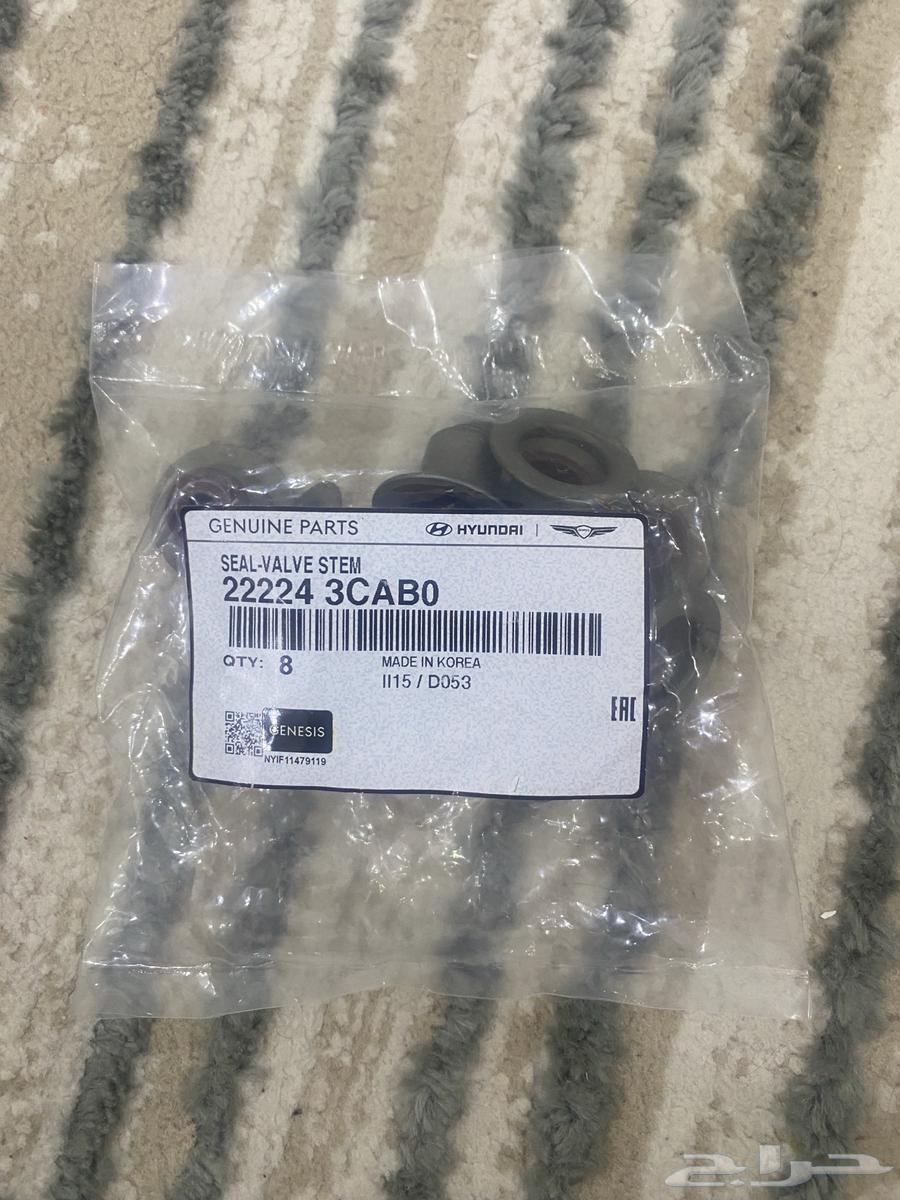 GENUINE PARTS HYUNDAI |
SEAL-VALVE STEM
22224 3CAB0
QTY: 8 MADE IN KOREA
II15 / D053
EAC
GENESIS
NYIF11479119
حراج